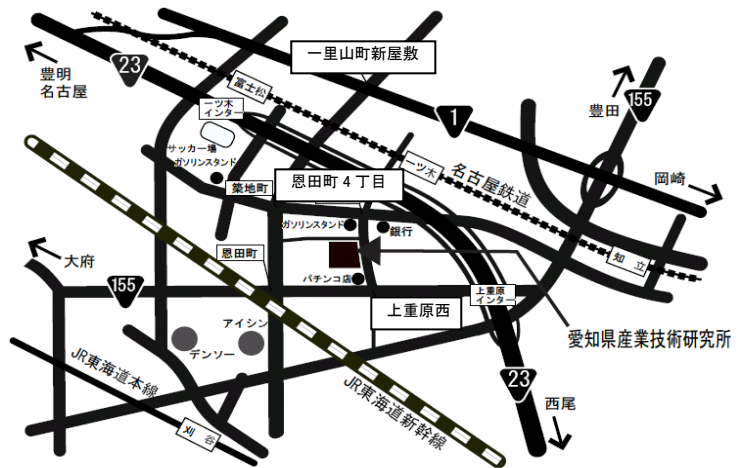 一里山町新屋敷
23
豊明
名古屋
富士松
1
155
豊田
一ツ木
インター
サッカー場
ガソリンスタンド
一ツ木
名古屋鉄道
岡崎
築地町
恩田町4丁目
ガソリンスタンド
銀行
恩田町
知立
大府
155
パチンコ店
上重原
インター
上重原西
愛知県産業技術研究所
アイシン
デンソー
JR東海道本線
JR東海道新幹線
23
西尾
刈谷